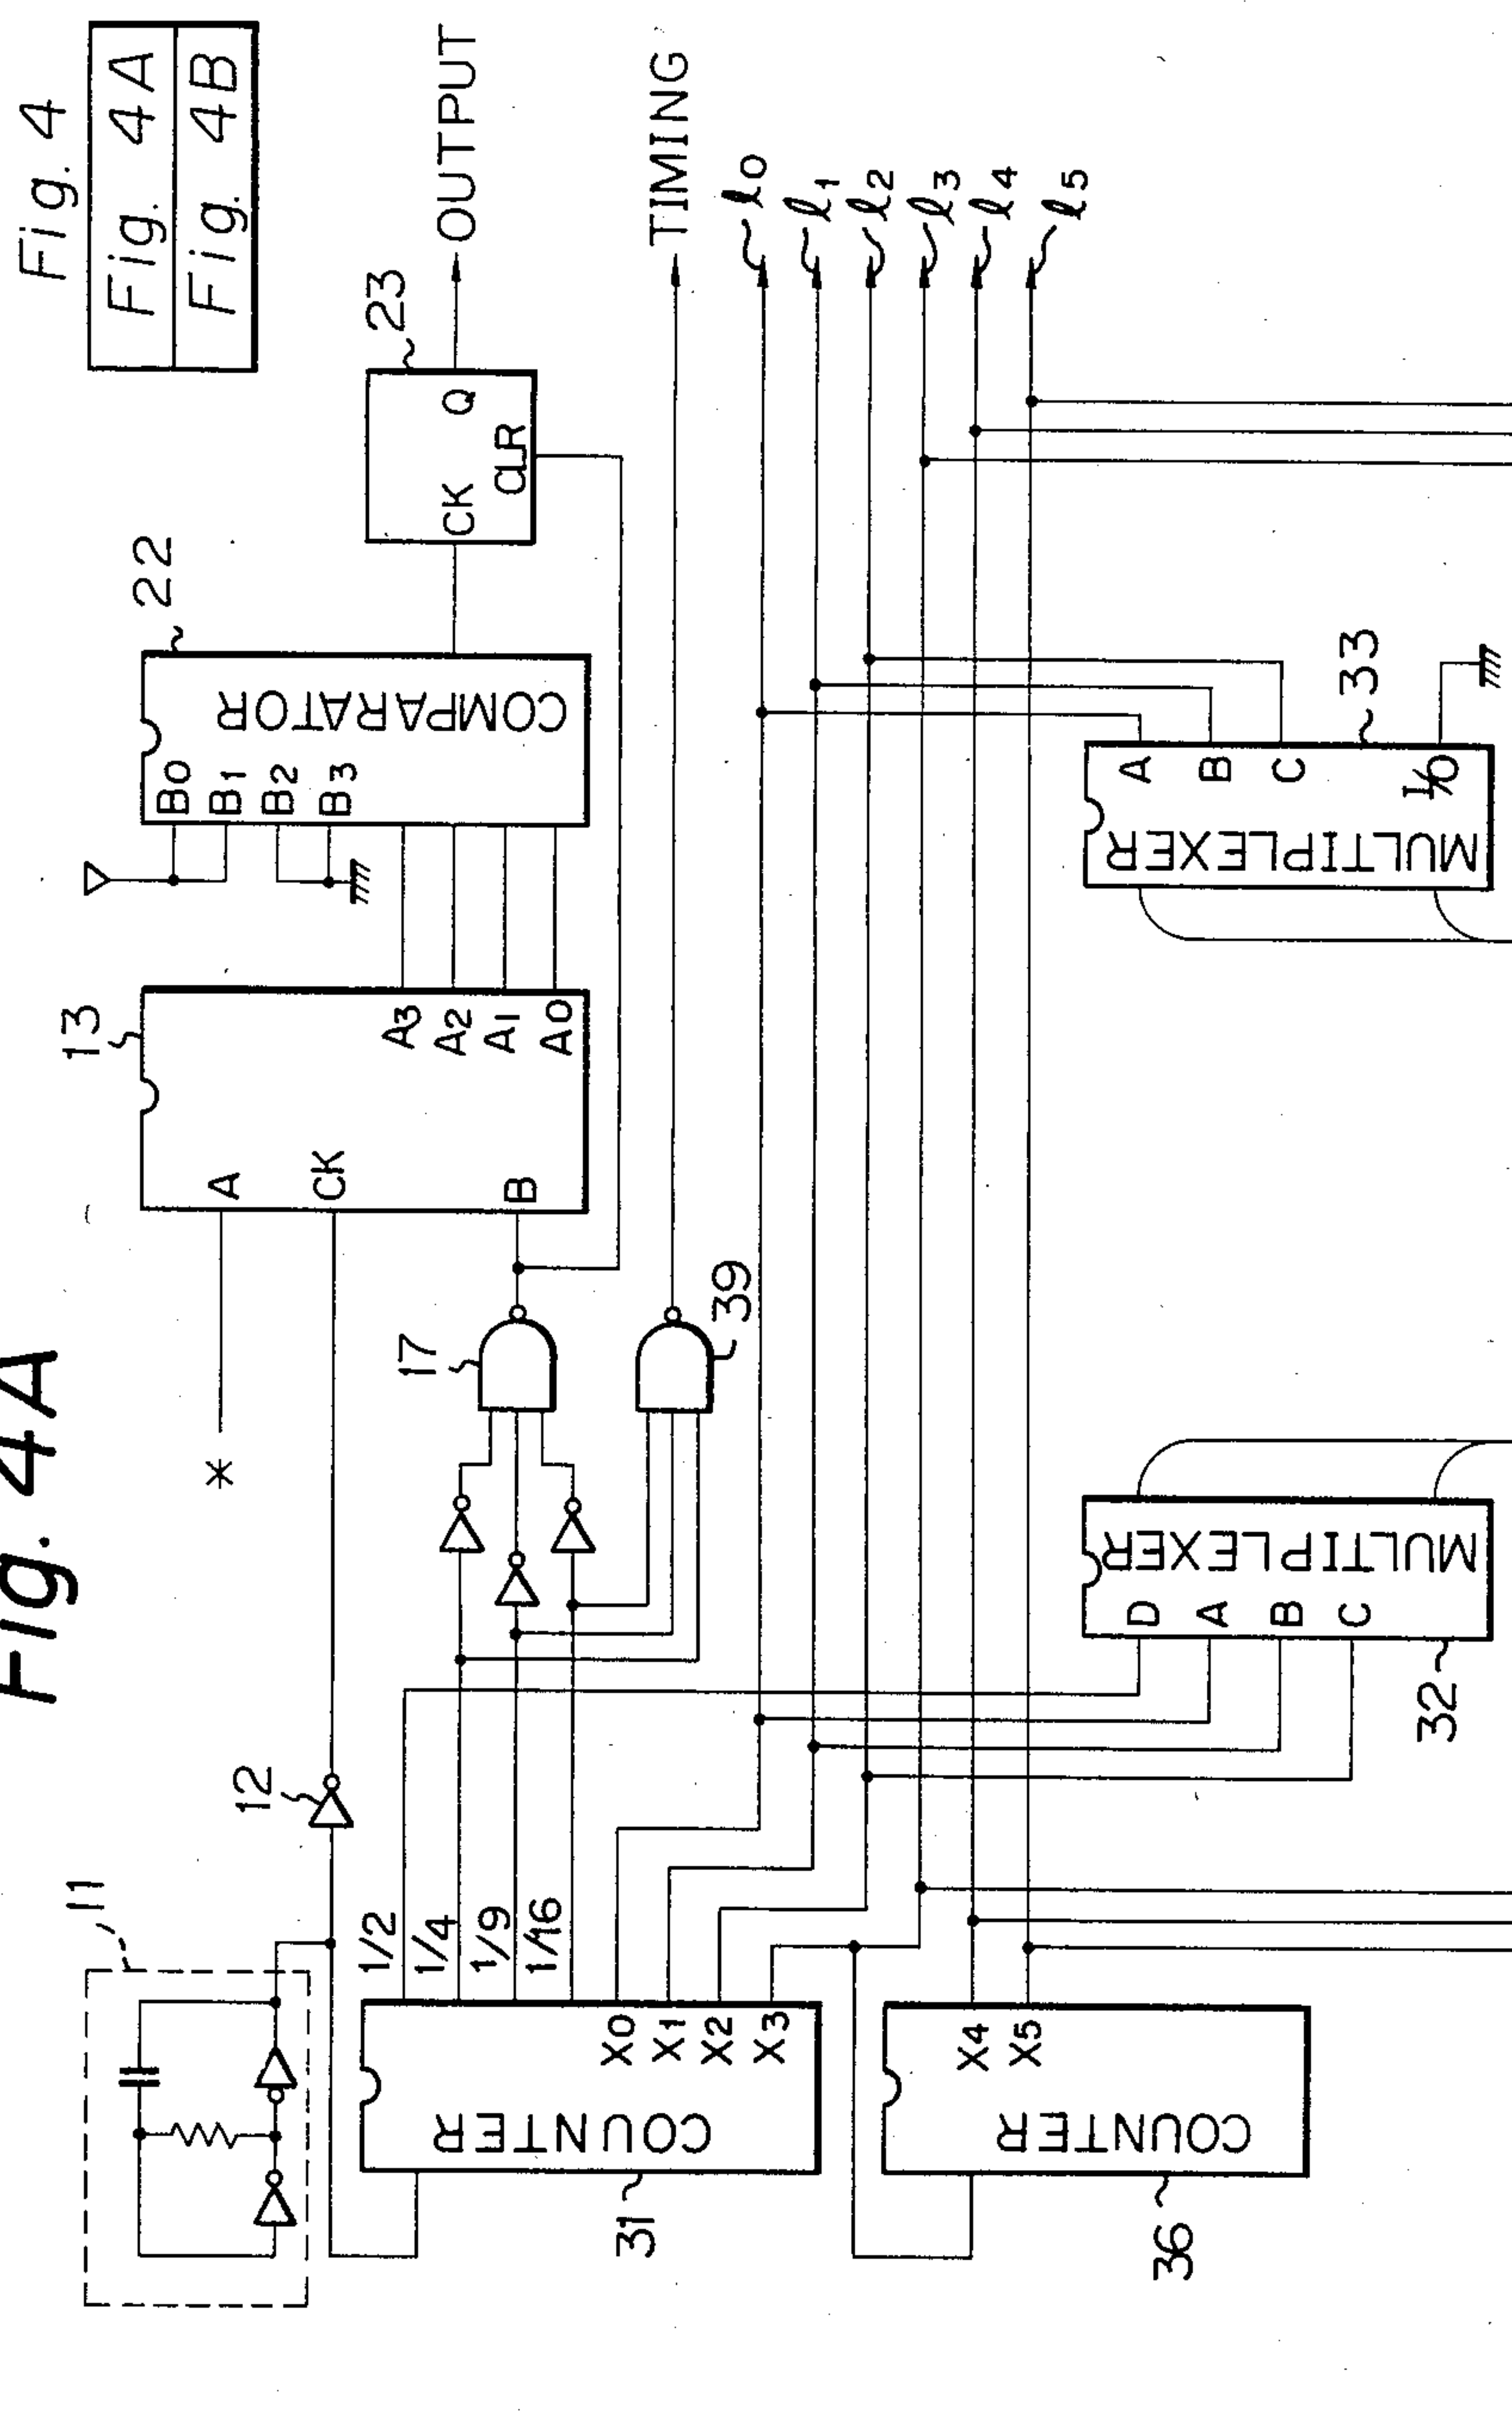 Fig. 4A
Fig. 4
Fig. 4A
Fig. 4B
11
12
*
13
A
CK
B
A3
A2
A1
A0
22
B0
B1
B2
B3
COMPARATOR
23
CK
Q
CLR
OUTPUT
17
39
TIMING
1/2
1/4
1/9
1/16
X0
X1
X2
X3
COUNTER
31
ℓ0
ℓ1
ℓ2
ℓ3
ℓ4
ℓ5
X4
X5
COUNTER
36
D
A
B
C
MULTIPLEXER
32
MULTIPLEXER
A
B
C
I/O
33